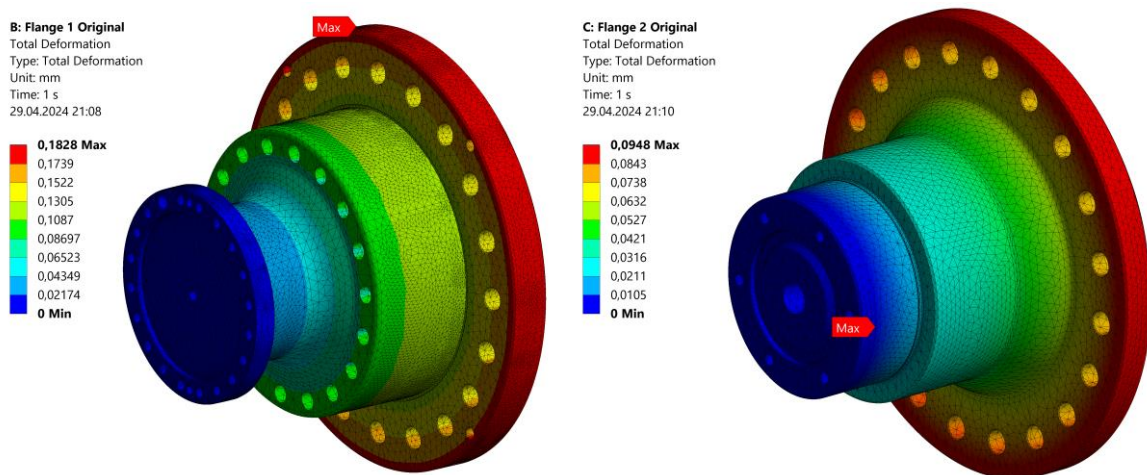 B: Flange 1 Original
Total Deformation
Type: Total Deformation
Unit: mm
Time: 1 s
29.04.2024 21:08
0,1828 Max
0,1739
0,1522
0,1305
0,1087
0,08697
0,06523
0,04349
0,02174
0 Min
Max
C: Flange 2 Original
Total Deformation
Type: Total Deformation
Unit: mm
Time: 1 s
29.04.2024 21:10
0,0948 Max
0,0843
0,0738
0,0632
0,0527
0,0421
0,0316
0,0211
0,0105
0 Min
Max